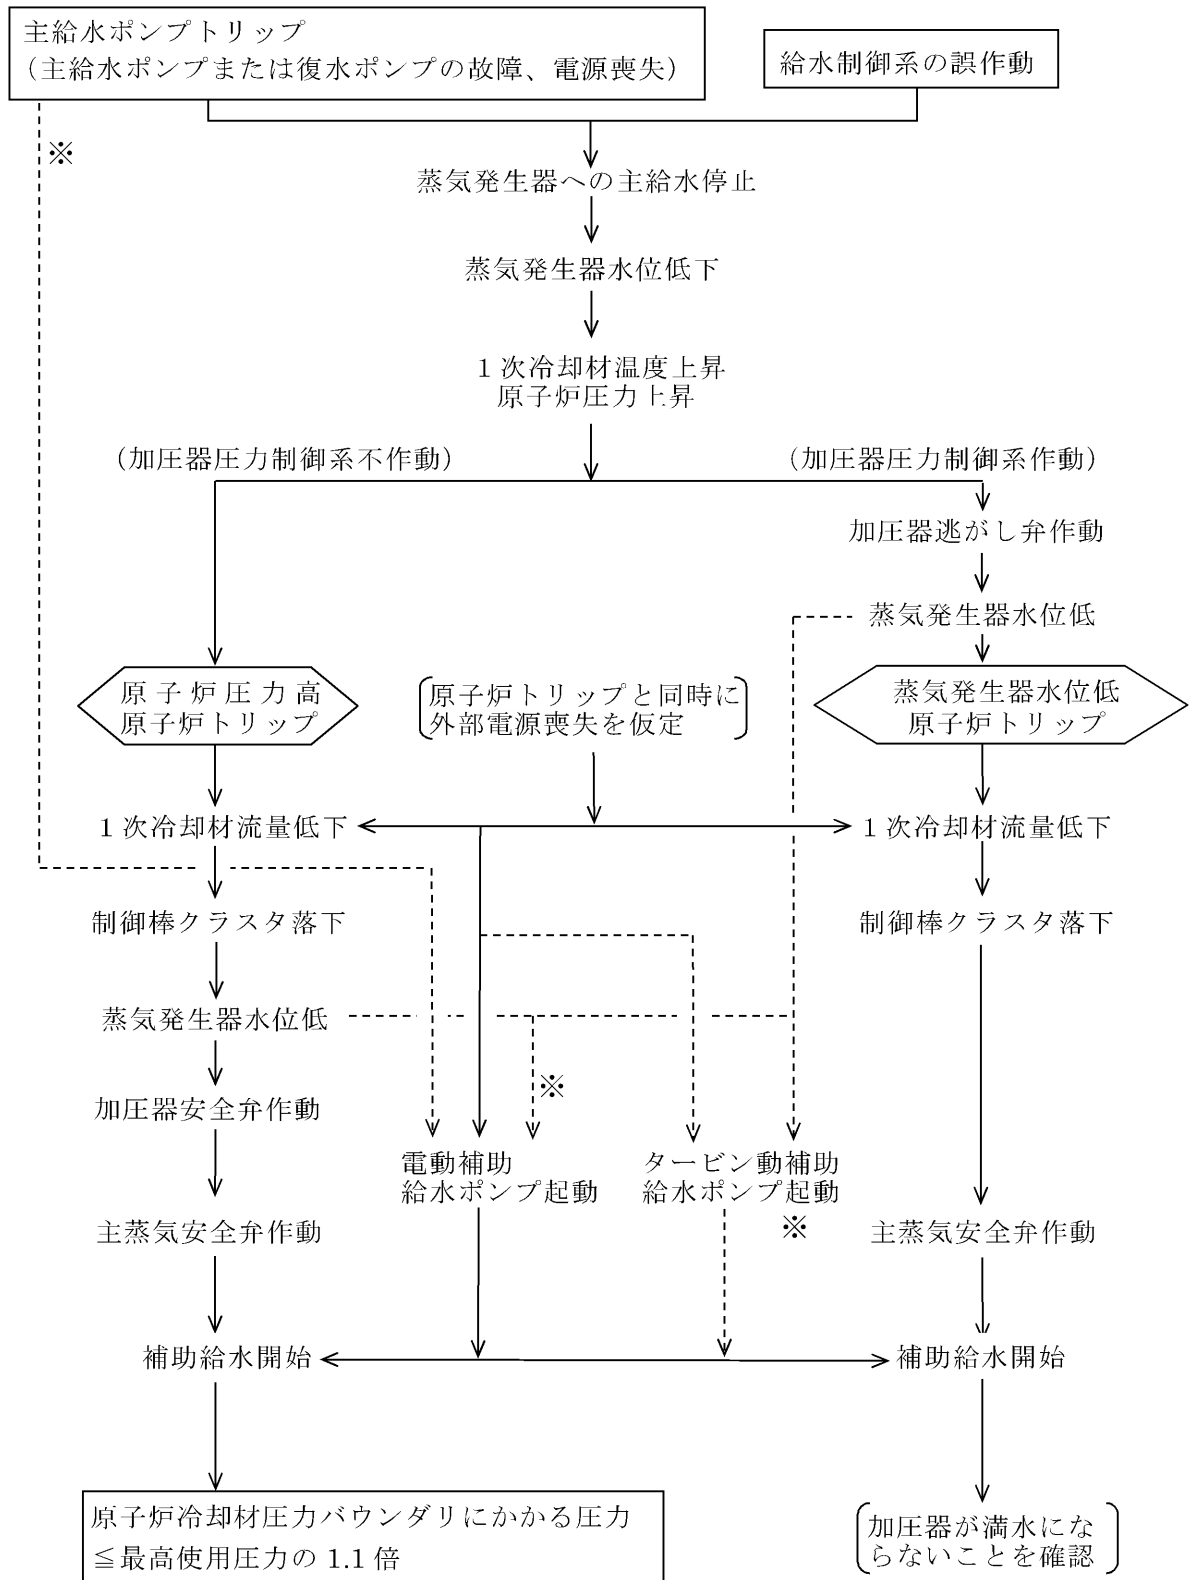 主給水ポンプトリップ
（主給水ポンプまたは復水ポンプの故障、電源喪失）
給水制御系の誤作動
※
蒸気発生器への主給水停止
蒸気発生器水位低下
1次冷却材温度上昇
原子炉圧力上昇
（加圧器圧力制御系不作動）
（加圧器圧力制御系作動）
加圧器逃がし弁作動
蒸気発生器水位低
原子炉圧力高
原子炉トリップ
原子炉トリップと同時に
外部電源喪失を仮定
蒸気発生器水位低
原子炉トリップ
1次冷却材流量低下
1次冷却材流量低下
制御棒クラスタ落下
制御棒クラスタ落下
蒸気発生器水位低
※
加圧器安全弁作動
電動補助
給水ポンプ起動
タービン動補助
給水ポンプ起動
※
主蒸気安全弁作動
主蒸気安全弁作動
補助給水開始
補助給水開始
原子炉冷却材圧力バウンダリにかかる圧力
≦最高使用圧力の 1.1 倍
加圧器が満水にな
らないことを確認